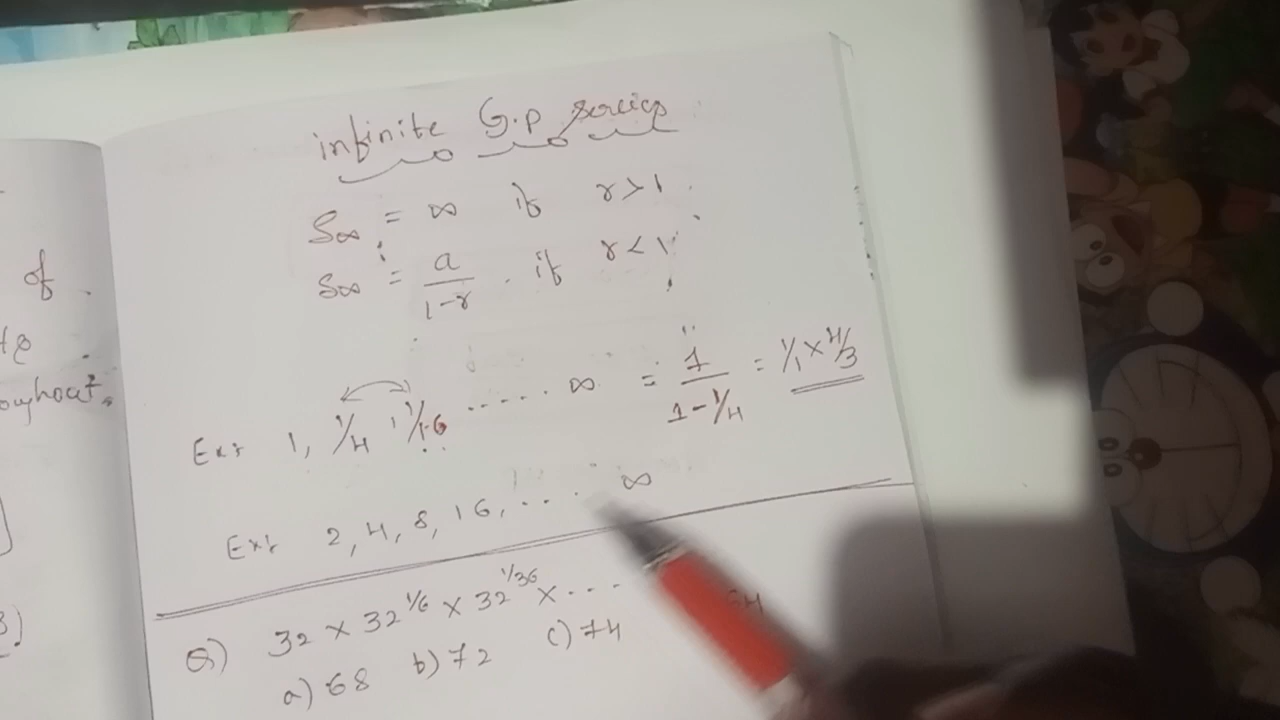 infinite G.P series
S∞ = ∞ if r>1
S∞ = a/1-r . if r<1
Ex: 1, 1/4, 1/16 ...... ∞ = 1/1-1/4 = 1/1 × 4/3
Ex: 2, 4, 8, 16, .... ∞
Q) 32 × 32^1/6 × 32^1/36 × ...
a) 68 b) 72 c) 74
of